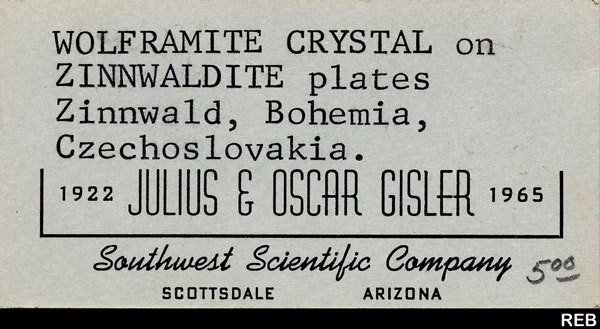 WOLFRAMITE CRYSTAL on
ZINNWALDITE plates
Zinnwald, Bohemia,
Czechoslovakia.
1922 JULIUS & OSCAR GISLER 1965
Southwest Scientific Company 5.00
SCOTTSDALE ARIZONA
REB